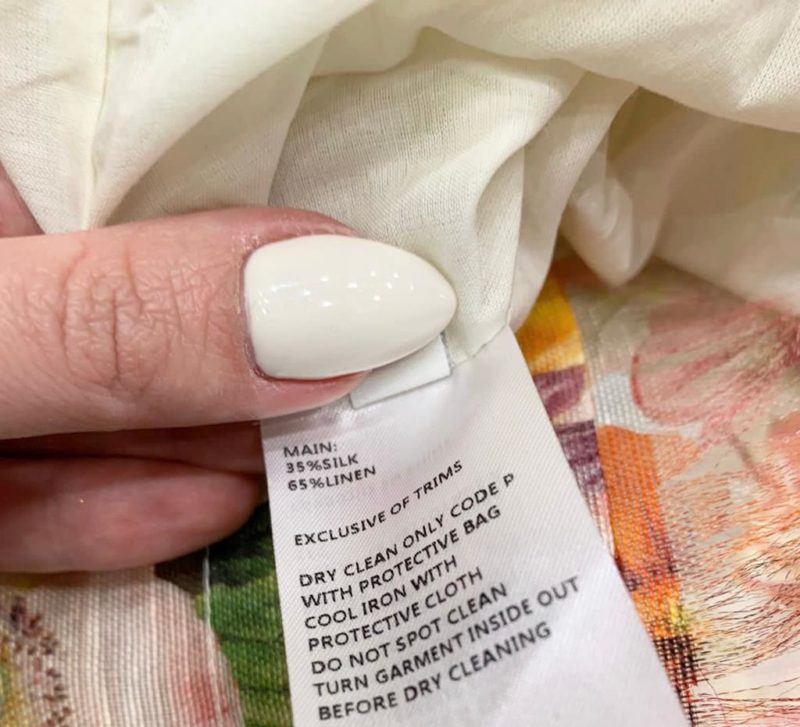 MAIN:
35%SILK
65%LINEN
EXCLUSIVE OF TRIMS
DRY CLEAN ONLY CODE P
WITH PROTECTIVE BAG
COOL IRON WITH
PROTECTIVE CLOTH
DO NOT SPOT CLEAN
TURN GARMENT INSIDE OUT
BEFORE DRY CLEANING